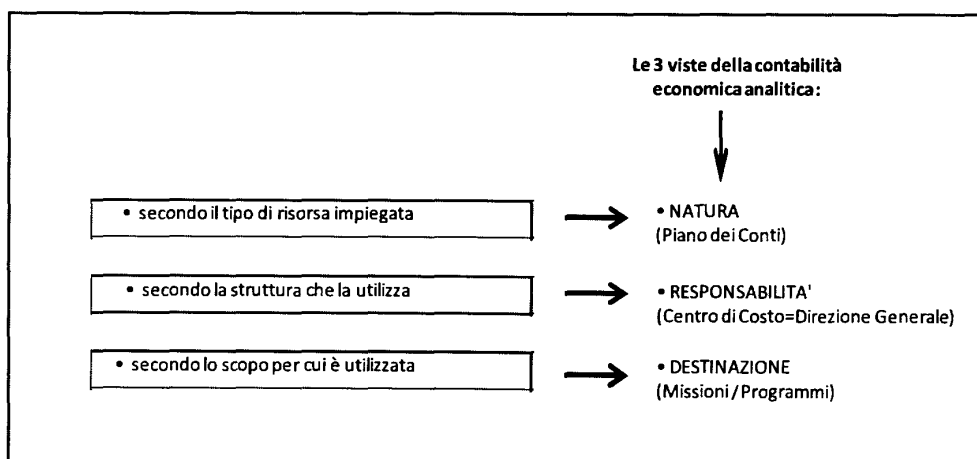 Le 3 viste della contabilità
economica analitica:
• secondo il tipo di risorsa impiegata
• NATURA
(Piano dei Conti)
• secondo la struttura che la utilizza
• RESPONSABILITA'
(Centro di Costo=Direzione Generale)
• secondo lo scopo per cui è utilizzata
• DESTINAZIONE
(Missioni/Programmi)